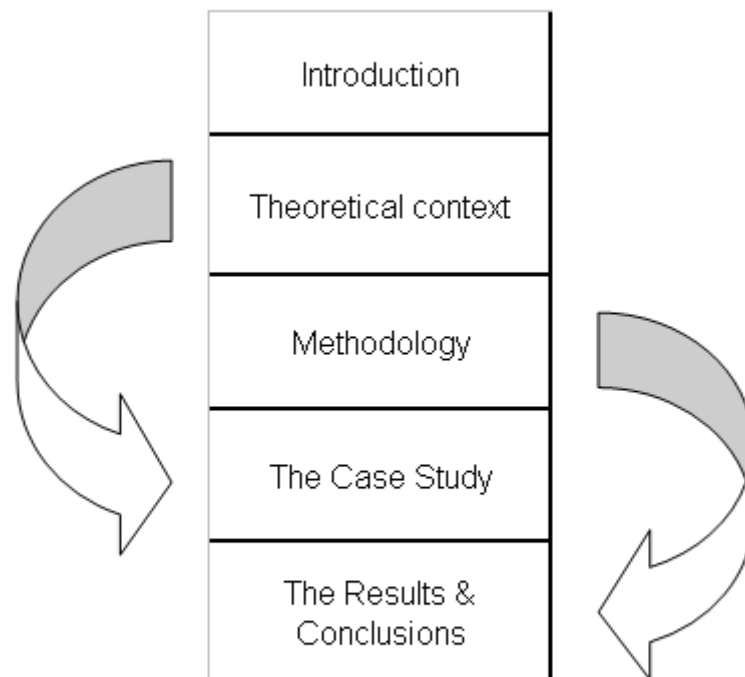 Introduction
Theoretical context
Methodology
The Case Study
The Results &
Conclusions